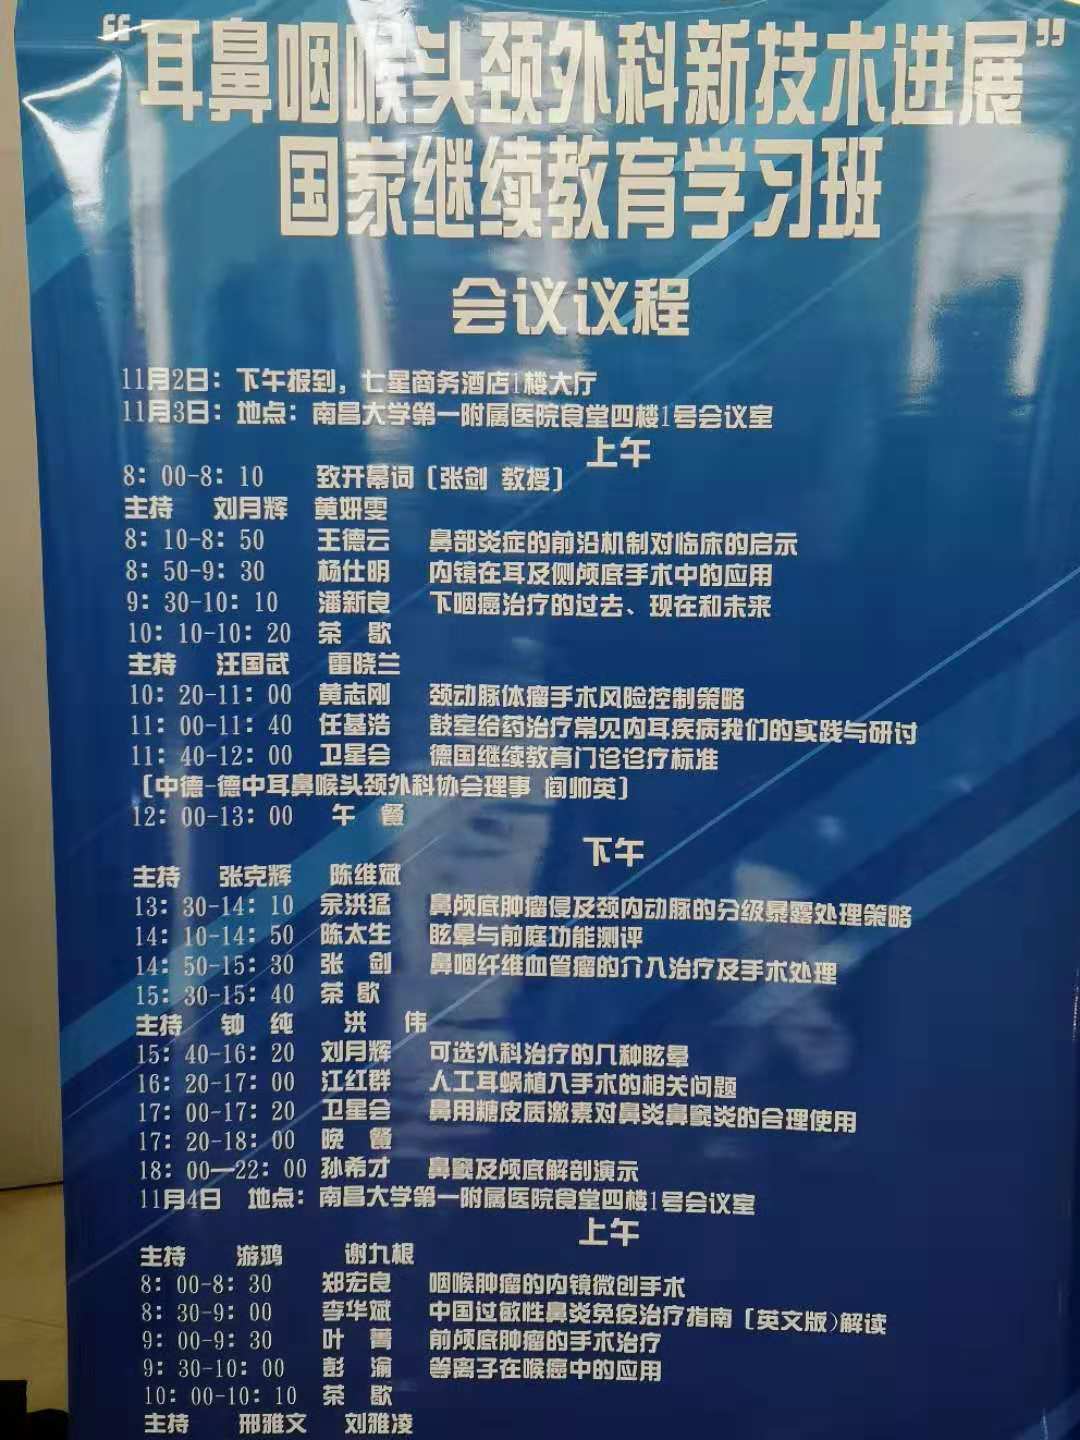 “耳鼻咽喉头颈外科新技术进展”
国家继续教育学习班
会议议程
11月2日：下午报到，七星商务酒店1楼大厅
11月3日：地点：南昌大学第一附属医院食堂四楼1号会议室
上午
8：00-8：10 致开幕词〔张剑 教授〕
主持 刘月辉 黄妍雯
8：10-8：50 王德云 鼻部炎症的前沿机制对临床的启示
8：50-9：30 杨仕明 内镜在耳及侧颅底手术中的应用
9：30-10：10 潘新良 下咽癌治疗的过去、现在和未来
10：10-10：20 茶 歇
主持 汪国武 雷晓兰
10：20-11：00 黄志刚 颈动脉体瘤手术风险控制策略
11：00-11：40 任基浩 鼓室给药治疗常见内耳疾病我们的实践与研讨
11：40-12：00 卫星会 德国继续教育门诊诊疗标准
〔中德-德中耳鼻喉头颈外科协会理事 阎帅英〕
12：00-13：00 午 餐
下午
主持 张克辉 陈维斌
13：30-14：10 余洪猛 鼻颅底肿瘤侵及颈内动脉的分级暴露处理策略
14：10-14：50 陈太生 眩晕与前庭功能测评
14：50-15：30 张 剑 鼻咽纤维血管瘤的介入治疗及手术处理
15：30-15：40 茶 歇
主持 钟 纯 洪 伟
15：40-16：20 刘月辉 可选外科治疗的几种眩晕
16：20-17：00 江红群 人工耳蜗植入手术的相关问题
17：00-17：20 卫星会 鼻用糖皮质激素对鼻炎鼻窦炎的合理使用
17：20-18：00 晚 餐
18：00—22：00 孙希才 鼻窦及颅底解剖演示
11月4日 地点：南昌大学第一附属医院食堂四楼1号会议室
上午
主持 游鸿 谢九根
8：00-8：30 郑宏良 咽喉肿瘤的内镜微创手术
8：30-9：00 李华斌 中国过敏性鼻炎免疫治疗指南〔英文版)解读
9：00-9：30 叶 菁 前颅底肿瘤的手术治疗
9：30-10：00 彭 渝 等离子在喉癌中的应用
10：00-10：10 茶 歇
主持 邢雅文 刘雅凌